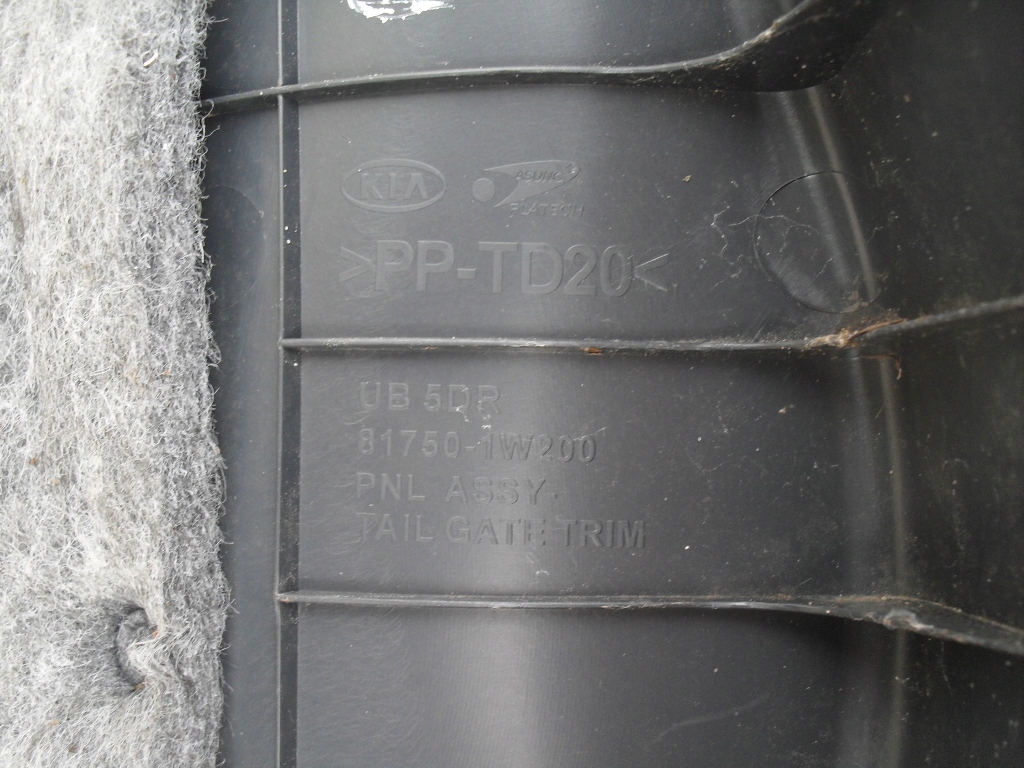 KIA
PLATECH
>PP-TD20<
UB 5DR
81750-1W200
PNL ASSY-
TAIL GATE TRIM